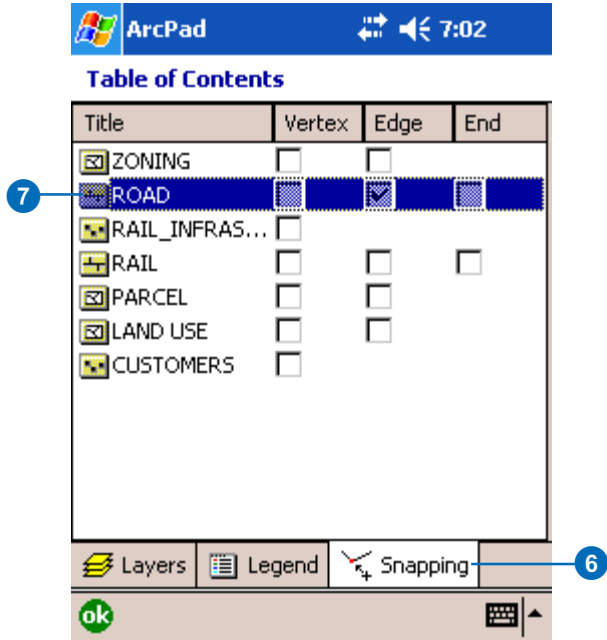 ArcPad 7:02
Table of Contents
Title Vertex Edge End
ZONING
7 ROAD
RAIL_INFRAS...
RAIL
PARCEL
LAND USE
CUSTOMERS
Layers Legend Snapping 6
ok